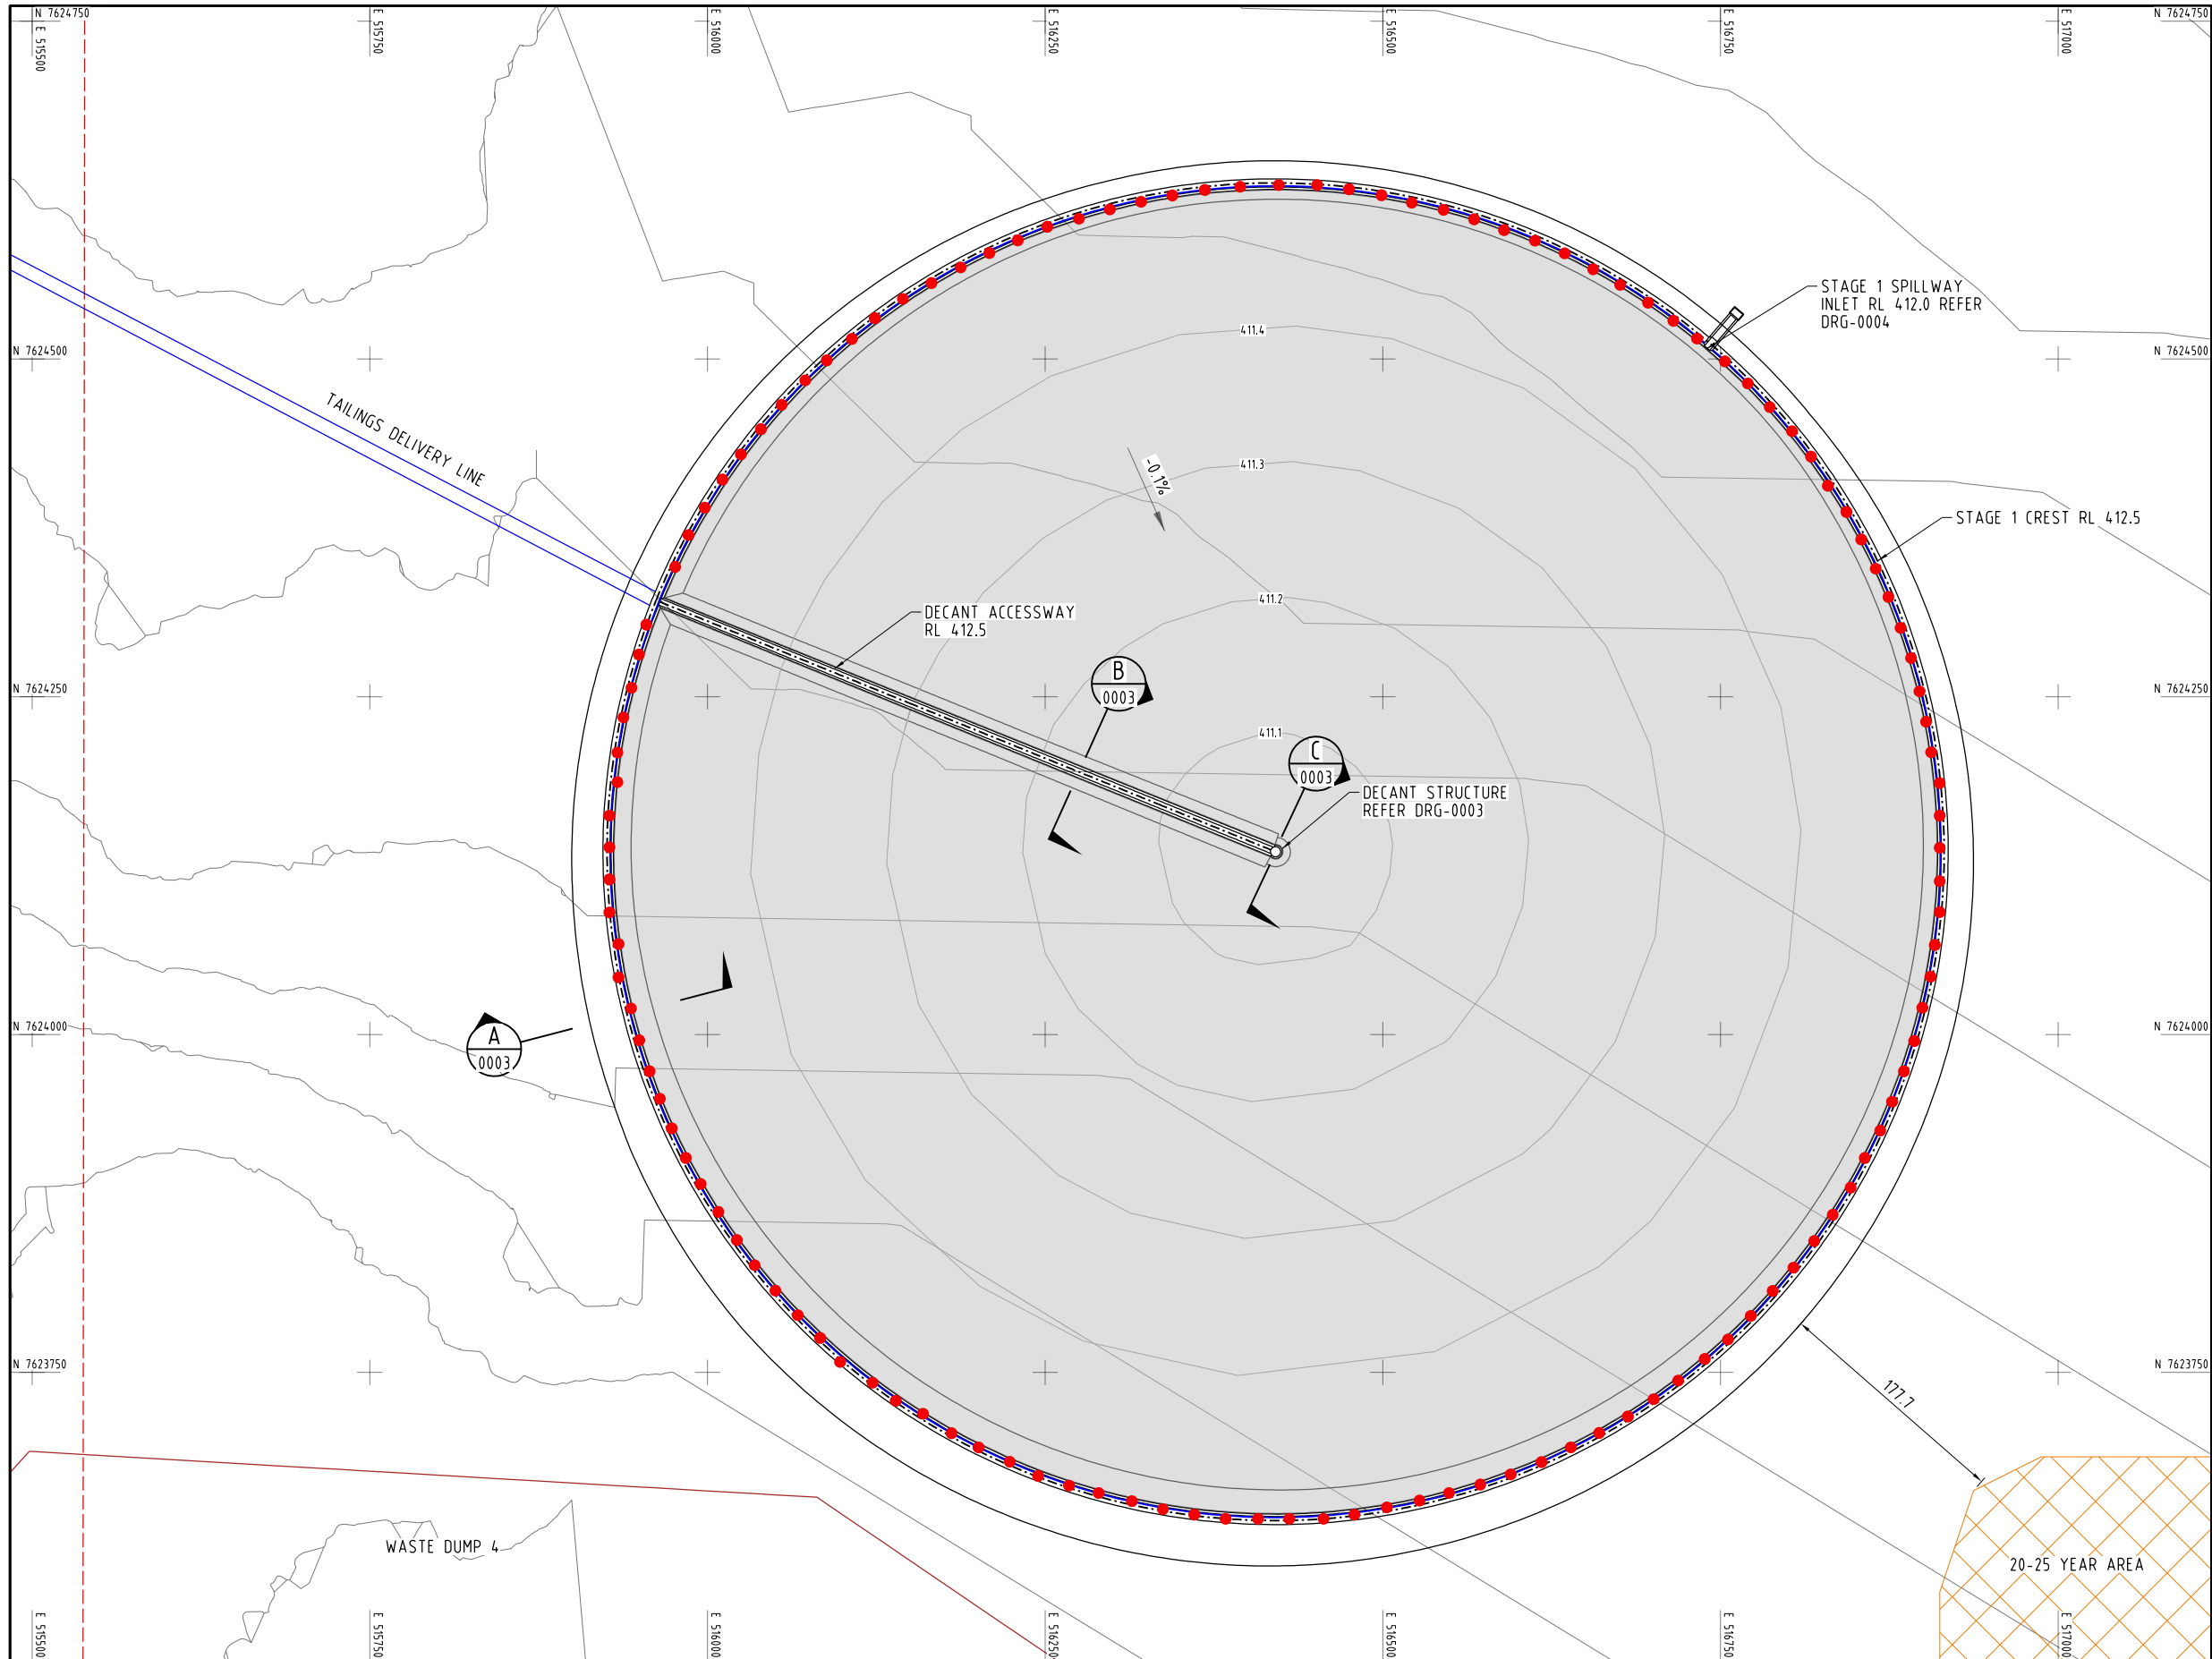 N 7624750
E 515500
E 515750
E 516000
E 516250
E 516500
E 516750
E 517000
N 7624750
STAGE 1 SPILLWAY
INLET RL 412.0 REFER
DRG-0004
411.4
N 7624500
N 7624500
TAILINGS DELIVERY LINE
411.3
-0.1%
STAGE 1 CREST RL 412.5
411.2
DECANT ACCESSWAY
RL 412.5
B
0003
N 7624250
N 7624250
411.1
C
0003
DECANT STRUCTURE
REFER DRG-0003
N 7624000
N 7624000
A
0003
N 7623750
N 7623750
177.7
WASTE DUMP 4
20-25 YEAR AREA
E 515500
E 515750
E 516000
E 516250
E 516500
E 516750
E 517000